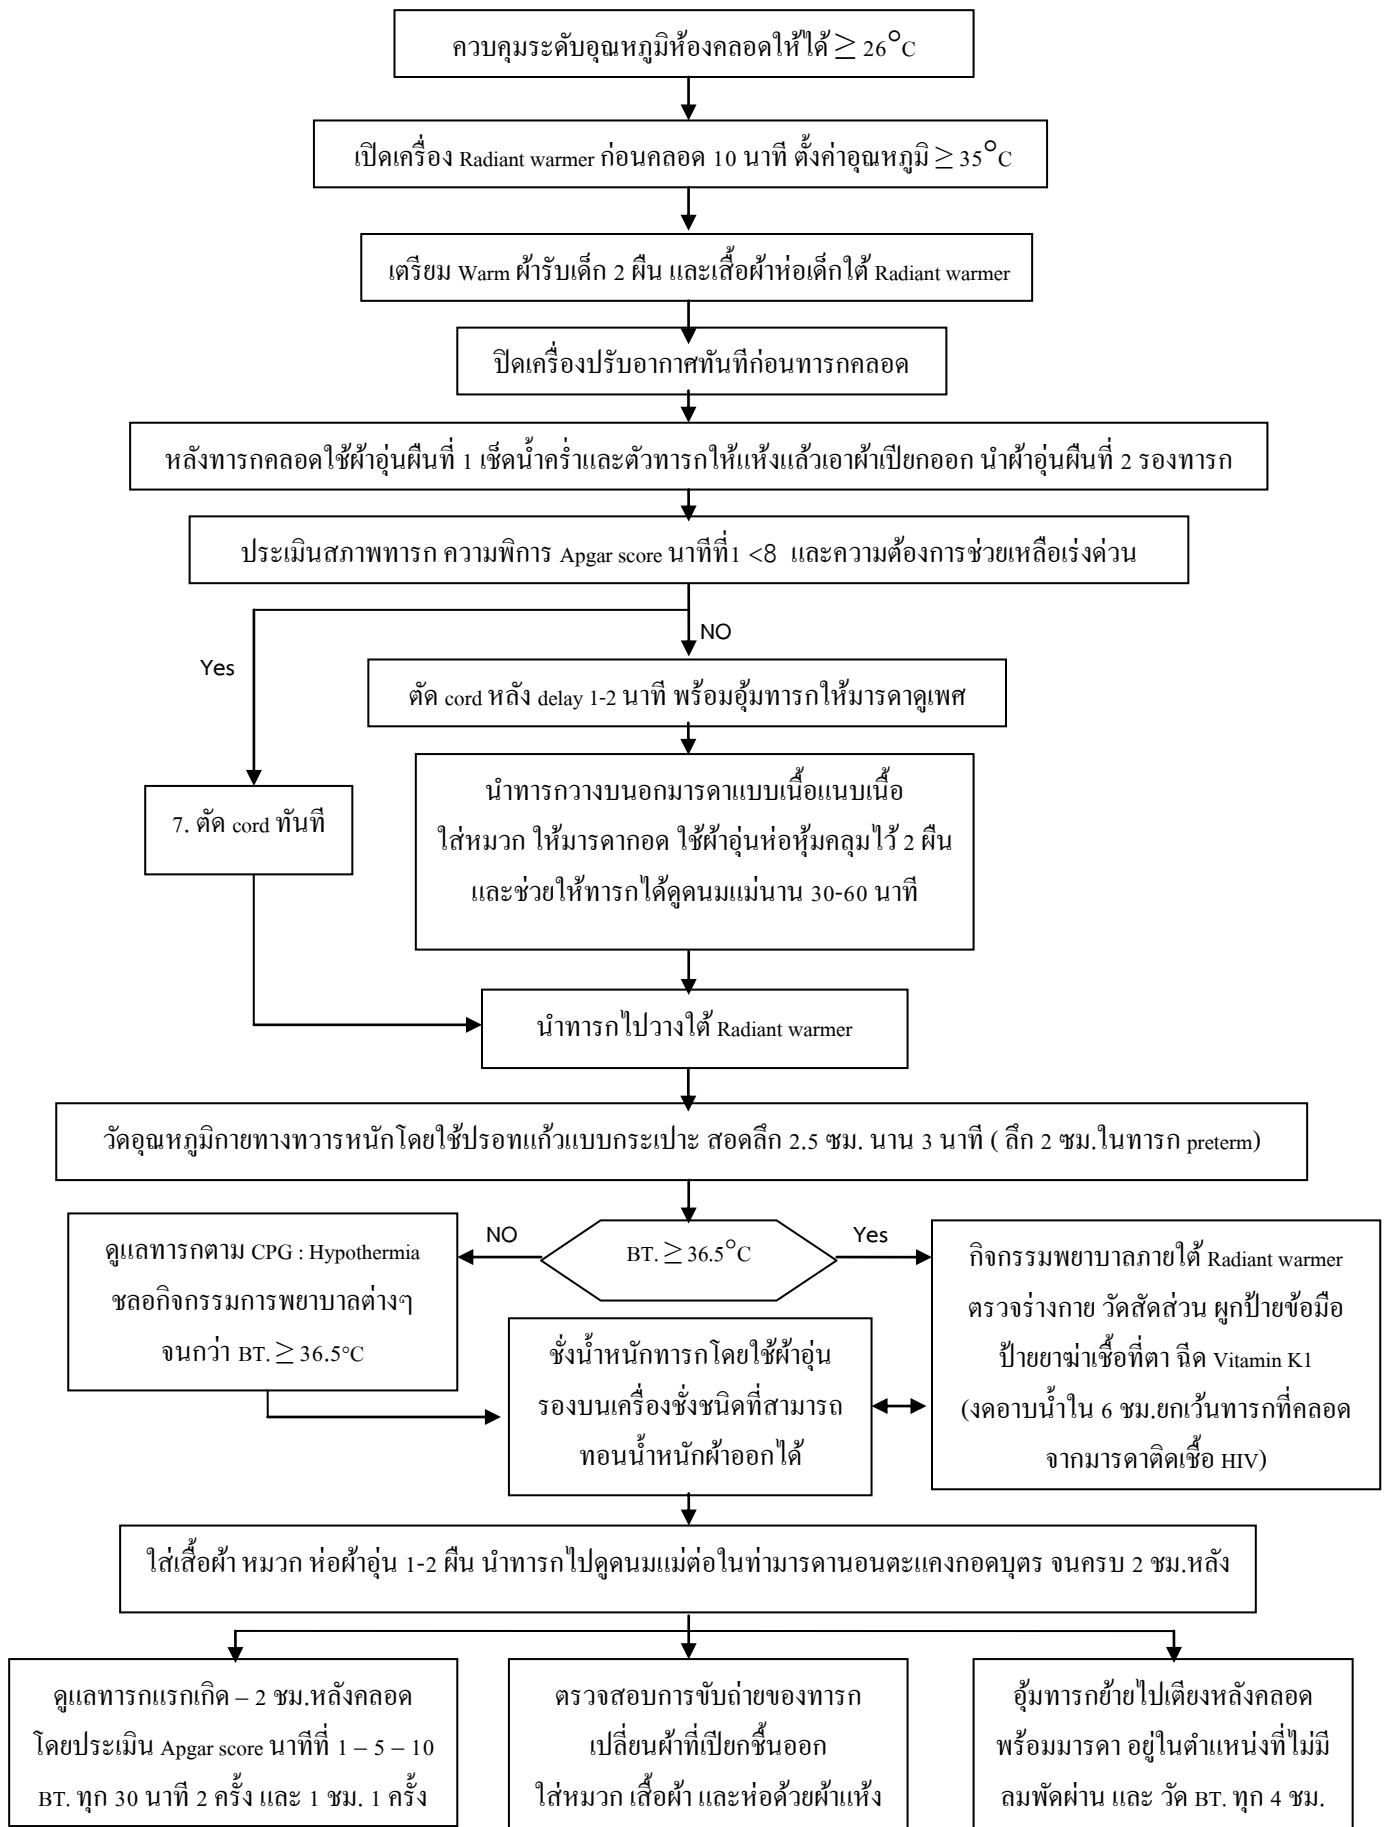 ควบคุมระดับอุณหภูมิห้องคลอดให้ได้ ≥ 26°C
เปิดเครื่อง Radiant warmer ก่อนคลอด 10 นาที ตั้งค่าอุณหภูมิ ≥ 35°C
เตรียม Warm ผ้ารับเด็ก 2 ผืน และเสื้อผ้าห่อเด็กใต้ Radiant warmer
ปิดเครื่องปรับอากาศทันทีก่อนทารกคลอด
หลังทารกคลอดใช้ผ้าอุ่นผืนที่ 1 เช็ดน้ำคร่ำและตัวทารกให้แห้งแล้วเอาผ้าเปียกออก นำผ้าอุ่นผืนที่ 2 รองทารก
ประเมินสภาพทารก ความพิการ Apgar score นาทีที่1 <8 และความต้องการช่วยเหลือเร่งด่วน
NO
Yes
ตัด cord หลัง delay 1-2 นาที พร้อมอุ้มทารกให้มารดาดูเพศ
นำทารกวางบนอกมารดาแบบเนื้อแนบเนื้อ
ใส่หมวก ให้มารดากอด ใช้ผ้าอุ่นห่อหุ้มคลุมไว้ 2 ผืน
และช่วยให้ทารกได้ดูดนมแม่นาน 30-60 นาที
7. ตัด cord ทันที
นำทารกไปวางใต้ Radiant warmer
วัดอุณหภูมิกายทางทวารหนักโดยใช้ปรอทแก้วแบบกระเปาะ สอดลึก 2.5 ซม. นาน 3 นาที ( ลึก 2 ซม.ในทารก preterm)
NO
BT. ≥ 36.5°C
Yes
ดูแลทารกตาม CPG : Hypothermia
ชลอกิจกรรมการพยาบาลต่างๆ
จนกว่า BT. ≥ 36.5°C
กิจกรรมพยาบาลภายใต้ Radiant warmer
ตรวจร่างกาย วัดสัดส่วน ผูกป้ายข้อมือ
ป้ายยาฆ่าเชื้อที่ตา ฉีด Vitamin K1
(งดอาบน้ำใน 6 ชม.ยกเว้นทารกที่คลอด
จากมารดาติดเชื้อ HIV)
ชั่งน้ำหนักทารกโดยใช้ผ้าอุ่น
รองบนเครื่องชั่งชนิดที่สามารถ
ทอนน้ำหนักผ้าออกได้
ใส่เสื้อผ้า หมวก ห่อผ้าอุ่น 1-2 ผืน นำทารกไปดูดนมแม่ต่อในท่ามารดานอนตะแคงกอดบุตร จนครบ 2 ชม.หลัง
ดูแลทารกแรกเกิด – 2 ชม.หลังคลอด
โดยประเมิน Apgar score นาทีที่ 1 – 5 – 10
BT. ทุก 30 นาที 2 ครั้ง และ 1 ชม. 1 ครั้ง
ตรวจสอบการขับถ่ายของทารก
เปลี่ยนผ้าที่เปียกชื้นออก
ใส่หมวก เสื้อผ้า และห่อด้วยผ้าแห้ง
อุ้มทารกย้ายไปเตียงหลังคลอด
พร้อมมารดา อยู่ในตำแหน่งที่ไม่มี
ลมพัดผ่าน และ วัด BT. ทุก 4 ชม.